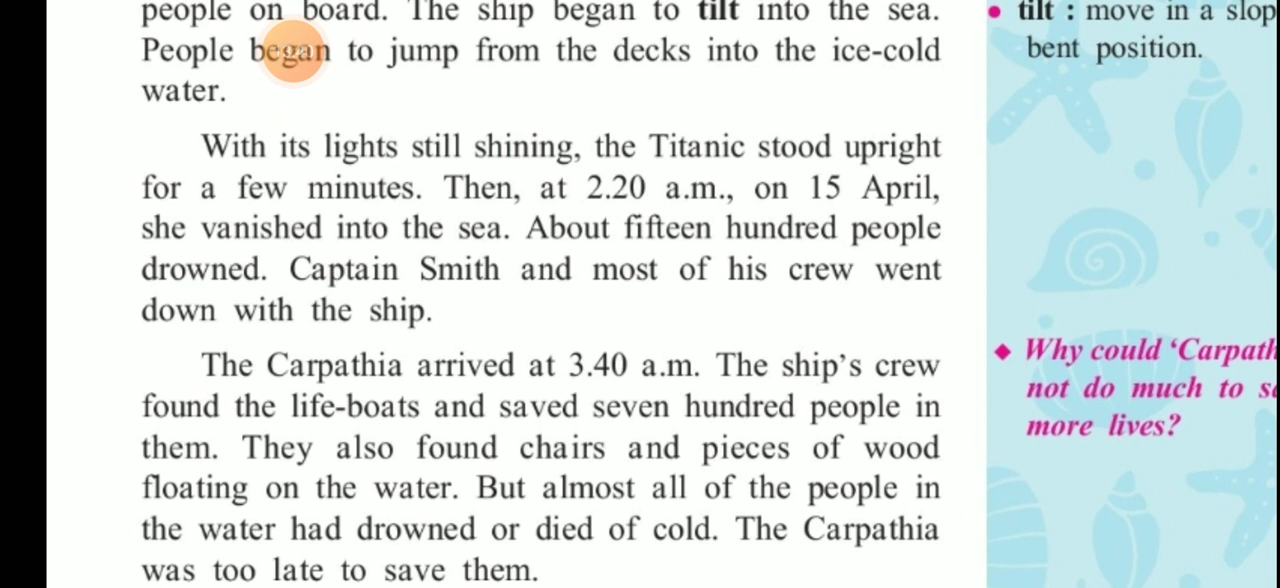 people on board. The ship began to tilt into the sea.
People began to jump from the decks into the ice-cold
water.
With its lights still shining, the Titanic stood upright
for a few minutes. Then, at 2.20 a.m., on 15 April,
she vanished into the sea. About fifteen hundred people
drowned. Captain Smith and most of his crew went
down with the ship.
The Carpathia arrived at 3.40 a.m. The ship's crew
found the life-boats and saved seven hundred people in
them. They also found chairs and pieces of wood
floating on the water. But almost all of the people in
the water had drowned or died of cold. The Carpathia
was too late to save them.
• tilt : move in a slop
bent position.
◆ Why could 'Carpath
not do much to s
more lives?